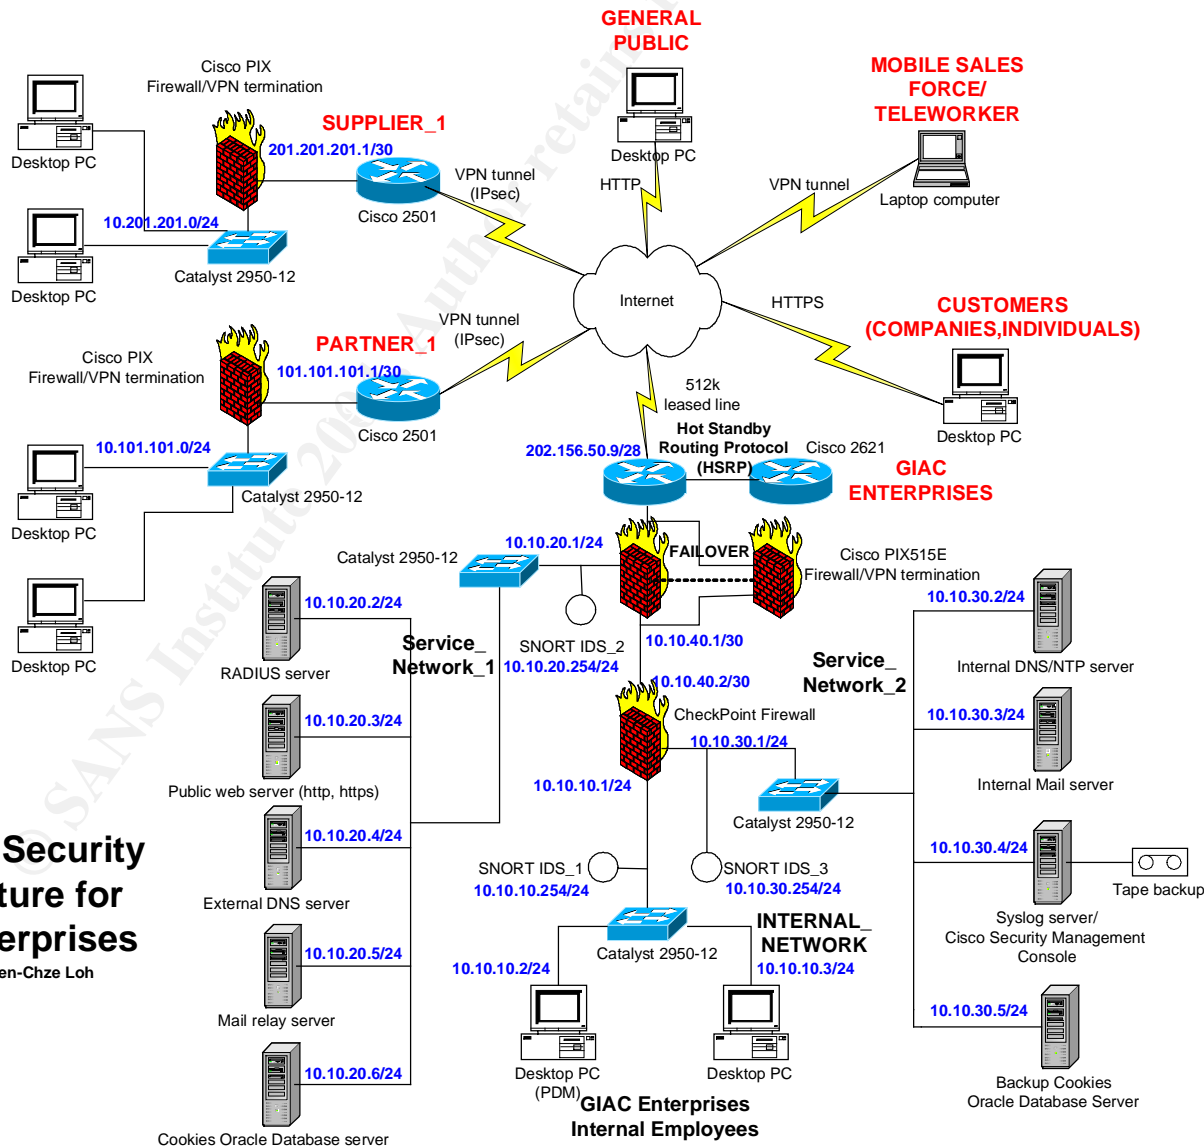 GENERAL
PUBLIC
Desktop PC
HTTP
MOBILE SALES
FORCE/
TELEWORKER
Laptop computer
VPN tunnel
Cisco PIX
Firewall/VPN termination
SUPPLIER_1
201.201.201.1/30
Cisco 2501
VPN tunnel
(IPsec)
Desktop PC
10.201.201.0/24
Catalyst 2950-12
Desktop PC
Internet
HTTPS
CUSTOMERS
(COMPANIES,INDIVIDUALS)
Desktop PC
Cisco PIX
Firewall/VPN termination
PARTNER_1
101.101.101.1/30
Cisco 2501
VPN tunnel
(IPsec)
10.101.101.0/24
Catalyst 2950-12
Desktop PC
Desktop PC
512k
leased line
Hot Standby
Routing Protocol
(HSRP)
202.156.50.9/28
Cisco 2621
GIAC
ENTERPRISES
Catalyst 2950-12
10.10.20.1/24
FAILOVER
Cisco PIX515E
Firewall/VPN termination
SNORT IDS_2
10.10.20.254/24
Service_
Network_1
10.10.40.1/30
10.10.40.2/30
CheckPoint Firewall
10.10.30.1/24
10.10.10.1/24
Catalyst 2950-12
Service_
Network_2
10.10.20.2/24
RADIUS server
10.10.20.3/24
Public web server (http, https)
10.10.20.4/24
External DNS server
10.10.20.5/24
Mail relay server
10.10.20.6/24
Cookies Oracle Database server
10.10.30.2/24
Internal DNS/NTP server
10.10.30.3/24
Internal Mail server
10.10.30.4/24
Syslog server/
Cisco Security Management
Console
Tape backup
10.10.30.5/24
Backup Cookies
Oracle Database Server
SNORT IDS_1
10.10.10.254/24
SNORT IDS_3
10.10.30.254/24
INTERNAL_
NETWORK
Catalyst 2950-12
10.10.10.2/24
10.10.10.3/24
Desktop PC
(PDM)
Desktop PC
GIAC Enterprises
Internal Employees
Security
ture for
erprises
en-Chze Loh
© SANS Institute 200 Author retains